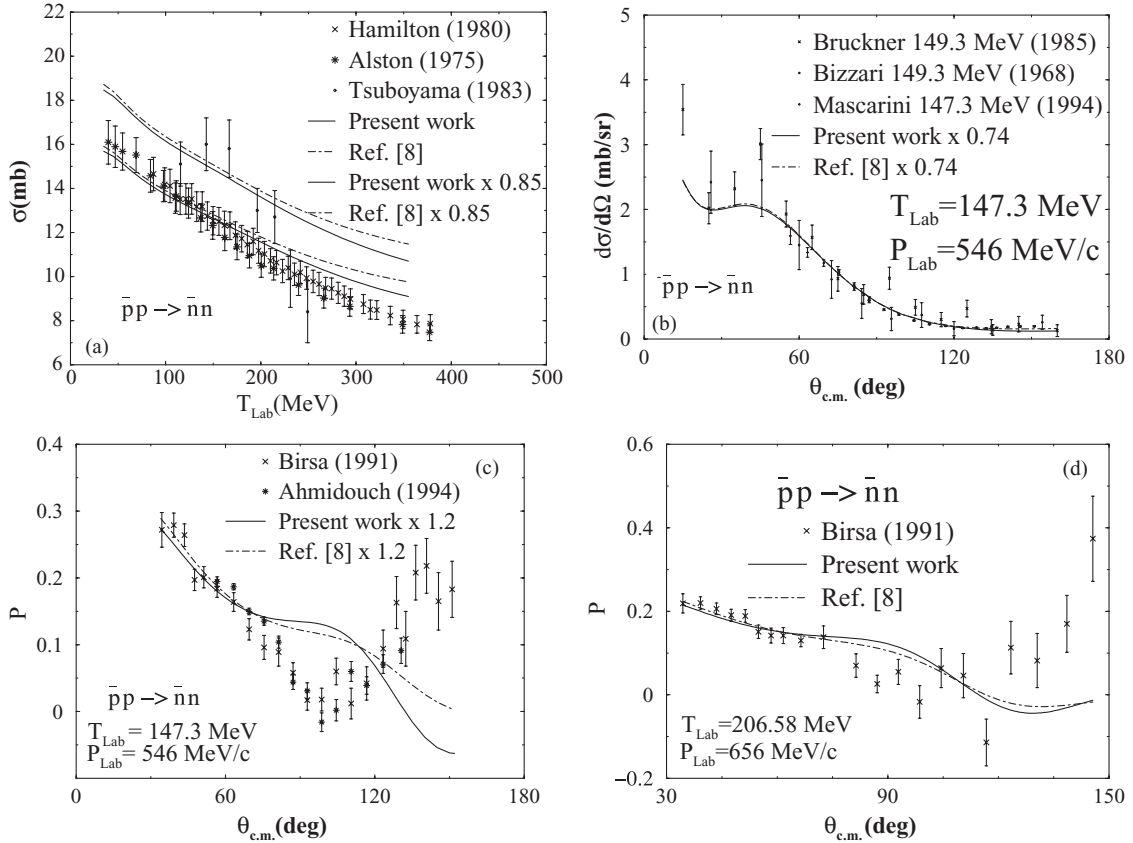 22
20
18
16
14
12
10
8
6
σ(mb)
× Hamilton (1980)
Alston (1975)
Tsuboyama (1983)
Present work
Ref. [8]
Present work x 0.85
Ref. [8] x 0.85
p̄p -> n̄n
(a)
0 100 200 300 400 500
T_Lab(MeV)
5
4
3
2
1
0
dσ/dΩ (mb/sr)
Bruckner 149.3 MeV (1985)
Bizzari 149.3 MeV (1968)
Mascarini 147.3 MeV (1994)
Present work x 0.74
Ref. [8] x 0.74
T_Lab=147.3 MeV
P_Lab=546 MeV/c
p̄p -> n̄n
(b)
0 60 120 180
θ_c.m. (deg)
0.4
0.3
0.2
0.1
0
P
(c)
× Birsa (1991)
Ahmidouch (1994)
Present work x 1.2
Ref. [8] x 1.2
p̄p -> n̄n
T_Lab= 147.3 MeV
P_Lab= 546 MeV/c
0 60 120 180
θ_c.m.(deg)
0.6
0.4
0.2
0
−0.2
P
(d)
p̄p -> n̄n
× Birsa (1991)
Present work
Ref. [8]
T_Lab=206.58 MeV
P_Lab=656 MeV/c
30 90 150
θ_c.m.(deg)